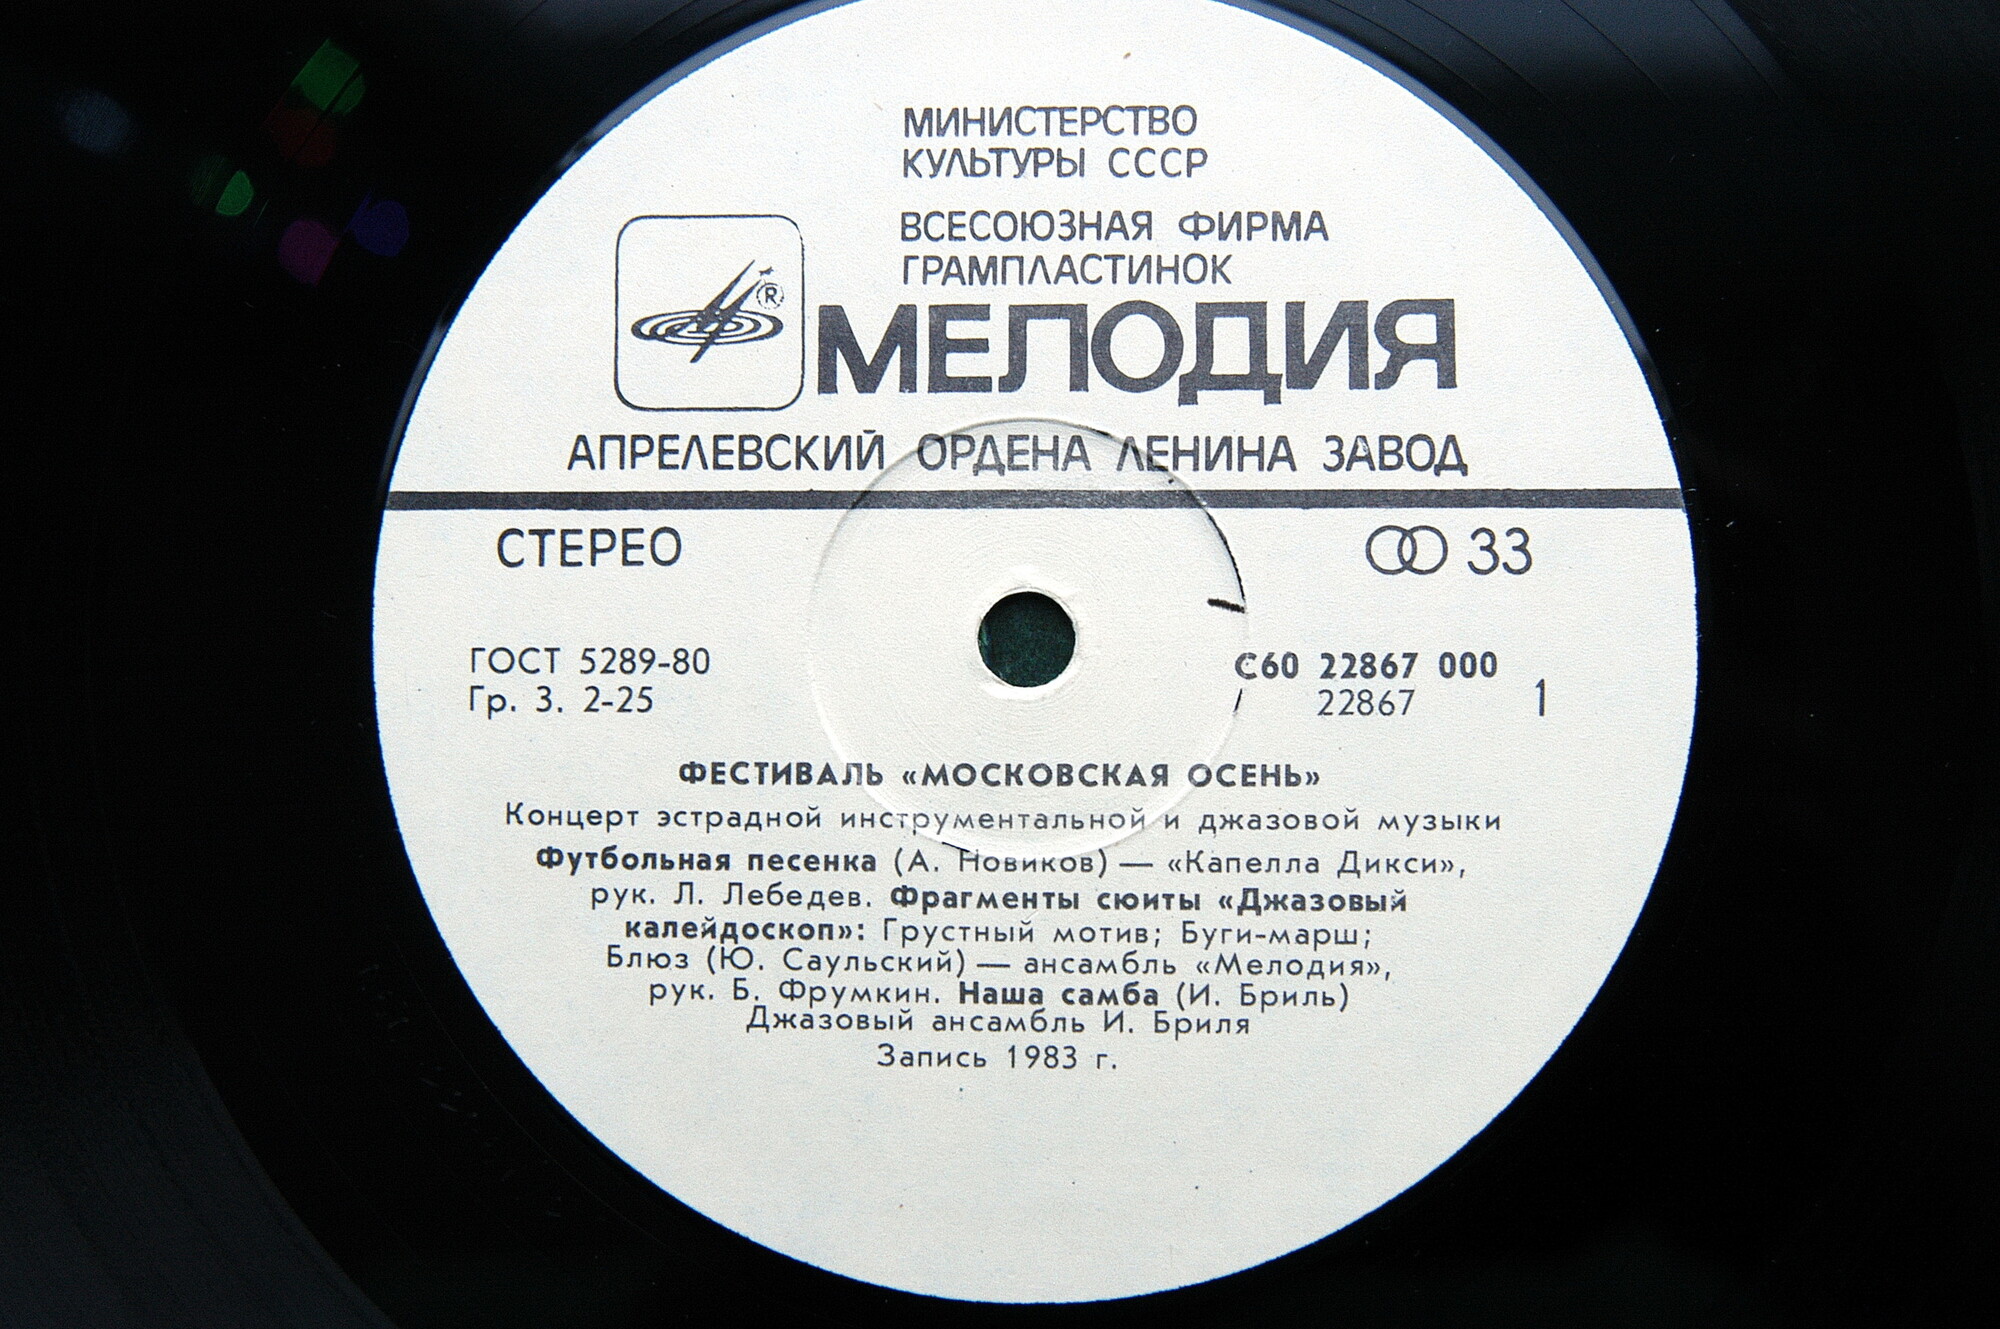 МИНИСТЕРСТВО
КУЛЬТУРЫ СССР
ВСЕСОЮЗНАЯ ФИРМА
ГРАМПЛАСТИНОК
®
МЕЛОДИЯ
АПРЕЛЕВСКИЙ ОРДЕНА ЛЕНИНА ЗАВОД
СТЕРЕО 33
ГОСТ 5289-80 С60 22867 000
Гр. 3. 2-25 22867 1
ФЕСТИВАЛЬ «МОСКОВСКАЯ ОСЕНЬ»
Концерт эстрадной инструментальной и джазовой музыки
Футбольная песенка (А. Новиков) — «Капелла Дикси»,
рук. Л. Лебедев. Фрагменты сюиты «Джазовый
калейдоскоп»: Грустный мотив; Буги-марш;
Блюз (Ю. Саульский) — ансамбль «Мелодия»,
рук. Б. Фрумкин. Наша самба (И. Бриль)
Джазовый ансамбль И. Бриля
Запись 1983 г.